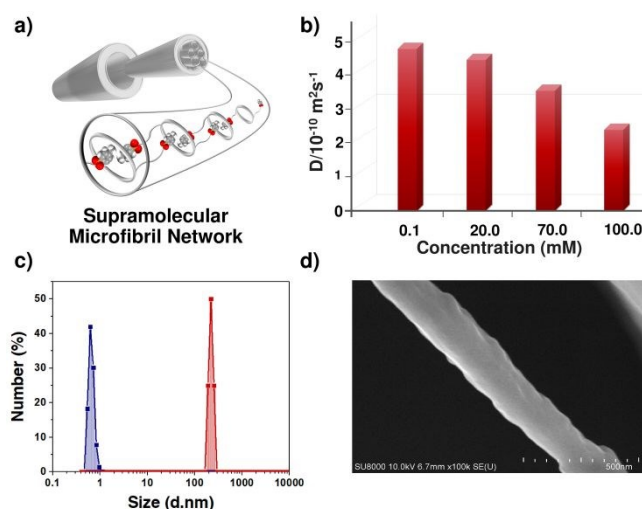 a)
Supramolecular
Microfibril Network
b)
D/10⁻¹⁰ m²s⁻¹
5
4
3
2
1
0
0.1 20.0 70.0 100.0
Concentration (mM)
c)
Number (%)
50
40
30
20
10
0
0.1 1 10 100 1000 10000
Size (d.nm)
d)
SU8000 10.0kV 6.7mm x100k SE(U)
500nm